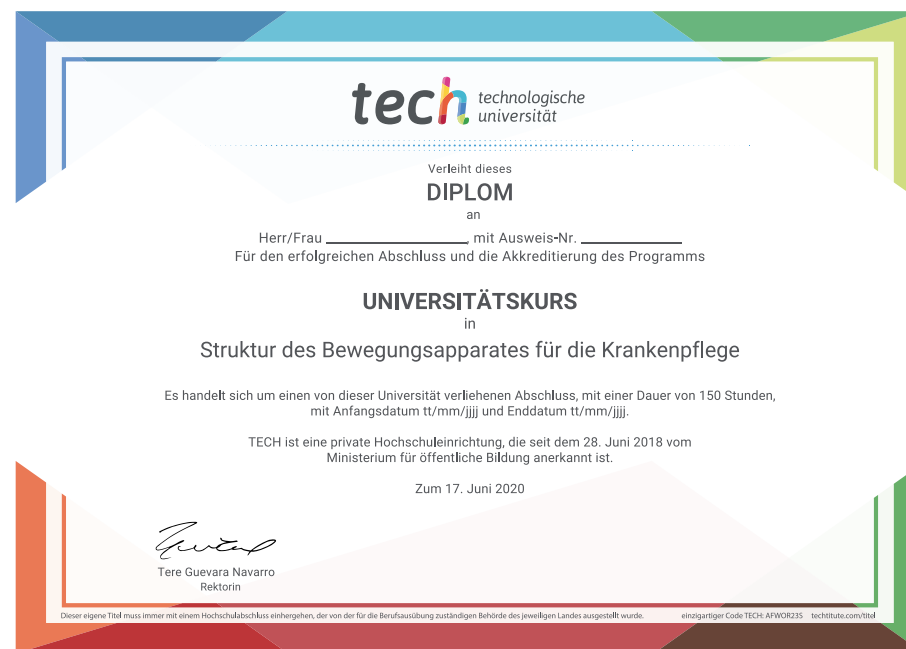 tech technologische
universität
Verleiht dieses
DIPLOM
an
Herr/Frau ____________________, mit Ausweis-Nr. ______________
Für den erfolgreichen Abschluss und die Akkreditierung des Programms
UNIVERSITÄTSKURS
in
Struktur des Bewegungsapparates für die Krankenpflege
Es handelt sich um einen von dieser Universität verliehenen Abschluss, mit einer Dauer von 150 Stunden,
mit Anfangsdatum tt/mm/jjjj und Enddatum tt/mm/jjjj.
TECH ist eine private Hochschuleinrichtung, die seit dem 28. Juni 2018 vom
Ministerium für öffentliche Bildung anerkannt ist.
Zum 17. Juni 2020
Tere Guevara Navarro
Rektorin
Dieser eigene Titel muss immer mit einem Hochschulabschluss einhergehen, der von der für die Berufsausübung zuständigen Behörde des jeweiligen Landes ausgestellt wurde. einzigartiger Code TECH: AFWOR23S techtitute.com/titel